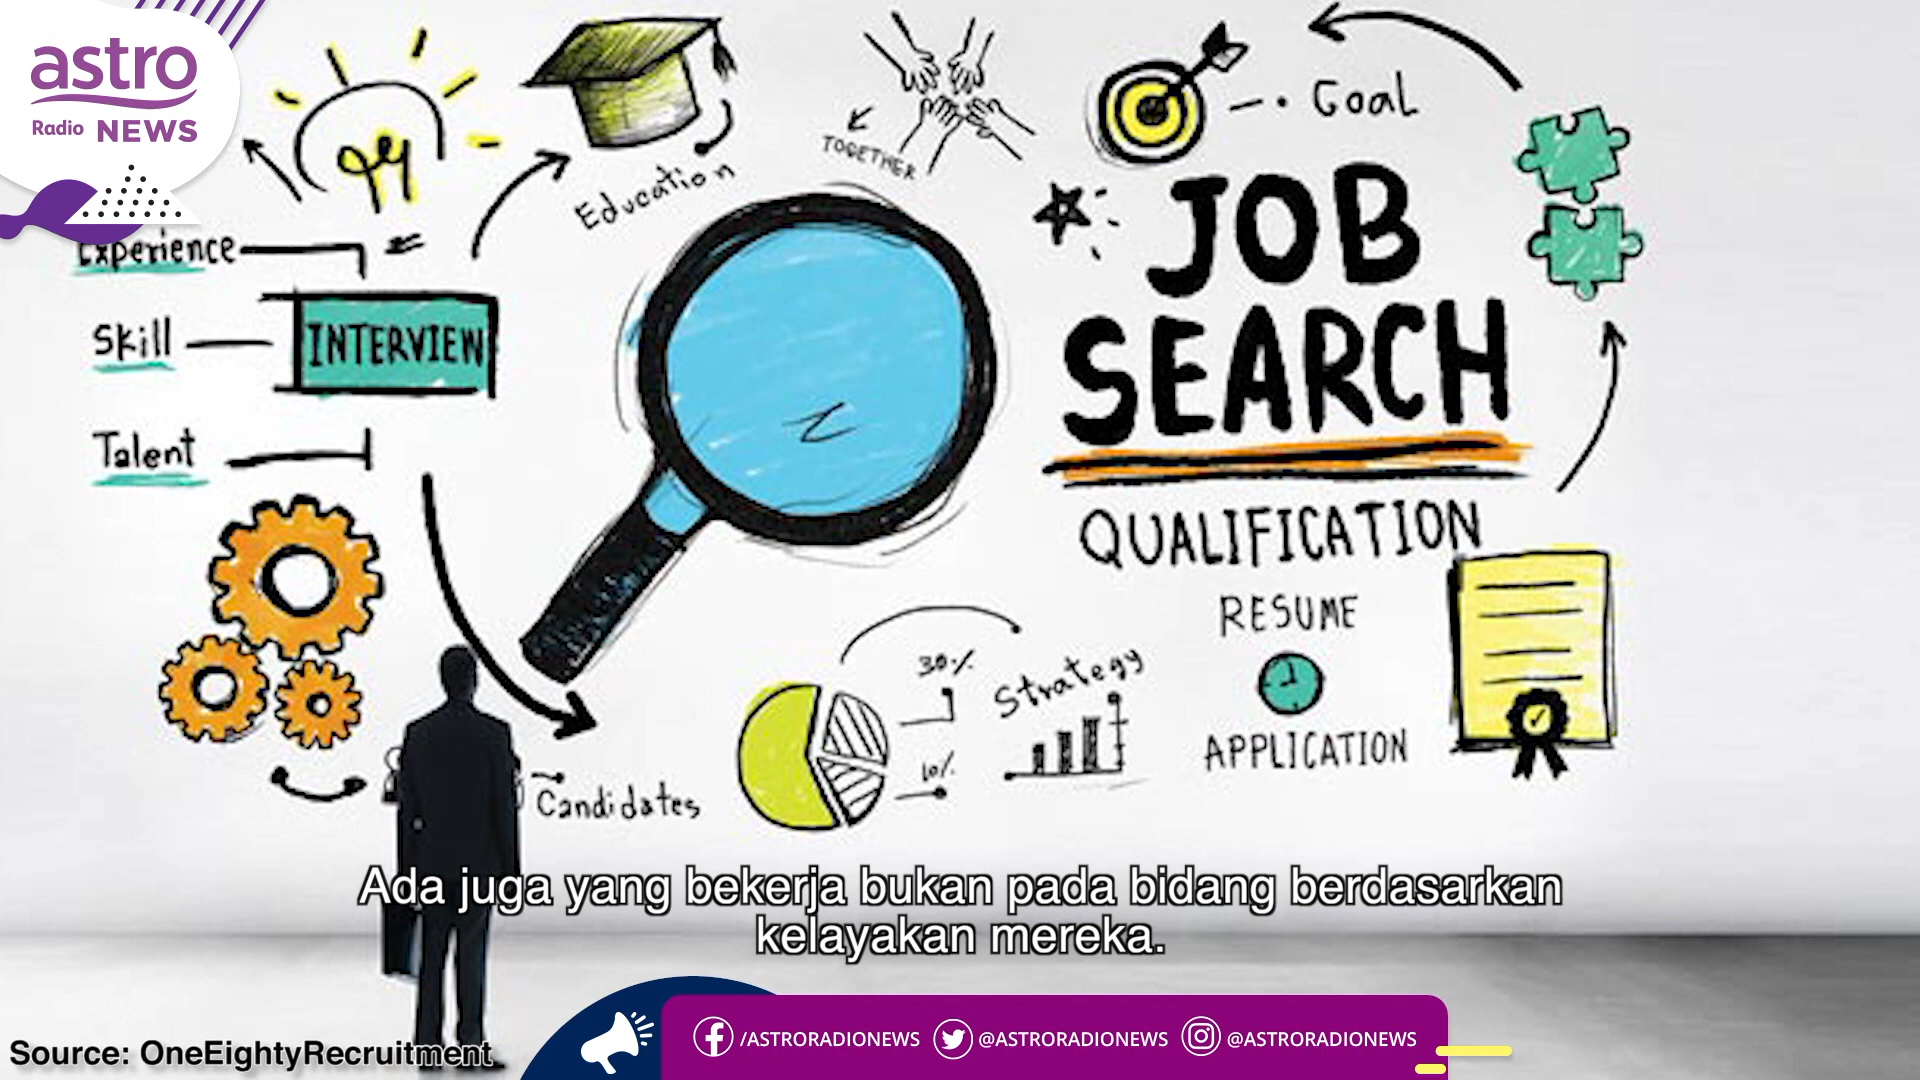 astro
Radio NEWS
Experience
Skill
Talent
INTERVIEW
Education
TOGETHER
Goal
JOB
SEARCH
QUALIFICATION
RESUME
APPLICATION
Strategy
30%
10%
Candidates
Ada juga yang bekerja bukan pada bidang berdasarkan
kelayakan mereka.
Source: OneEightyRecruitment
/ASTRORADIONEWS @ASTRORADIONEWS @ASTRORADIONEWS